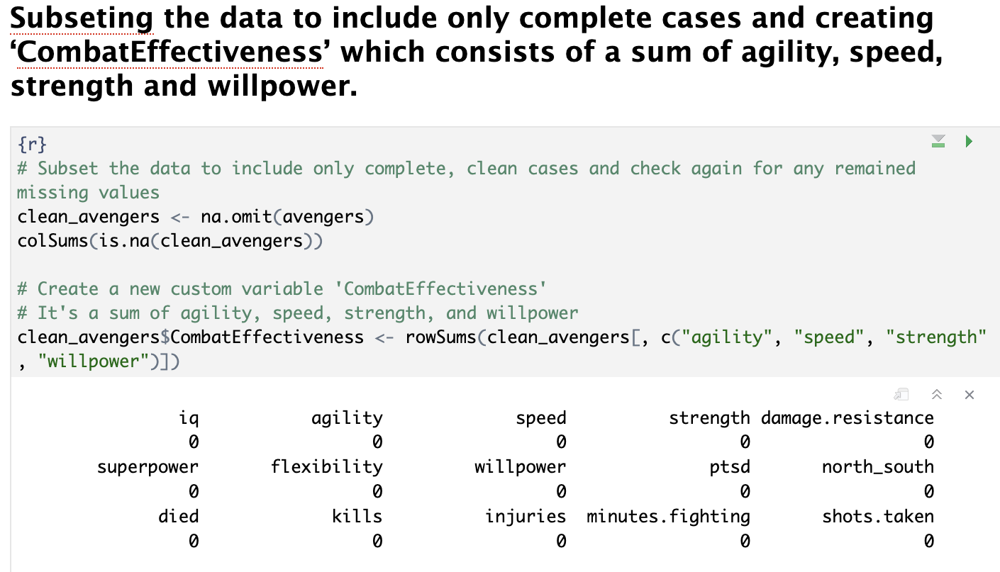 Subseting the data to include only complete cases and creating
‘CombatEffectiveness’ which consists of a sum of agility, speed,
strength and willpower.
{r}
# Subset the data to include only complete, clean cases and check again for any remained
missing values
clean_avengers <- na.omit(avengers)
colSums(is.na(clean_avengers))
# Create a new custom variable 'CombatEffectiveness'
# It's a sum of agility, speed, strength, and willpower
clean_avengers$CombatEffectiveness <- rowSums(clean_avengers[, c("agility", "speed", "strength"
, "willpower")])
iq agility speed strength damage.resistance
0 0 0 0 0
superpower flexibility willpower ptsd north_south
0 0 0 0 0
died kills injuries minutes.fighting shots.taken
0 0 0 0 0